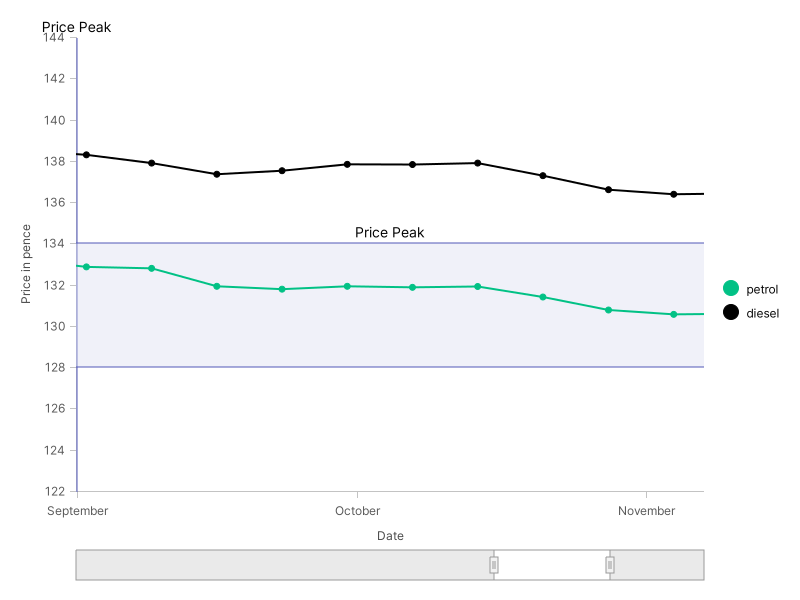 Price Peak
144
142
140
138
136
134
132
130
128
126
124
122
Price in pence
Price Peak
September
October
November
Date
petrol
diesel